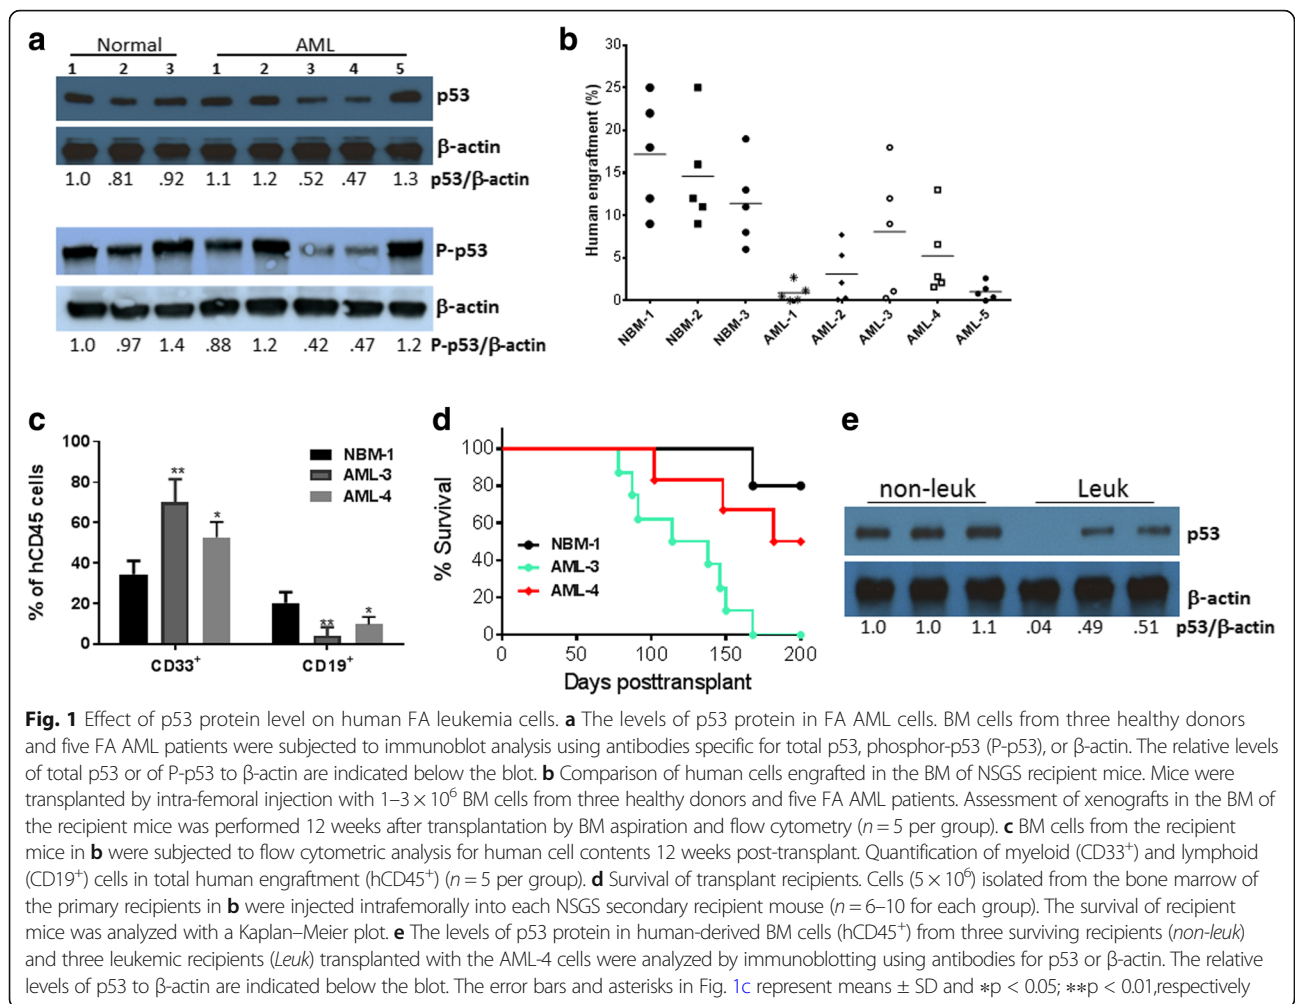 a
Normal AML
1 2 3 1 2 3 4 5
p53
β-actin
1.0 .81 .92 1.1 1.2 .52 .47 1.3 p53/β-actin
P-p53
β-actin
1.0 .97 1.4 .88 1.2 .42 .47 1.2 P-p53/β-actin
b
Human engraftment (%)
30
25
20
15
10
5
0
NBM-1 NBM-2 NBM-3 AML-1 AML-2 AML-3 AML-4 AML-5
c
% of hCD45 cells
100
80
60
40
20
0
** * ** *
NBM-1
AML-3
AML-4
CD33⁺ CD19⁺
d
% Survival
100
80
60
40
20
0
NBM-1
AML-3
AML-4
0 50 100 150 200
Days posttransplant
e
non-leuk Leuk
p53
β-actin
1.0 1.0 1.1 .04 .49 .51 p53/β-actin
Fig. 1 Effect of p53 protein level on human FA leukemia cells. a The levels of p53 protein in FA AML cells. BM cells from three healthy donors
and five FA AML patients were subjected to immunoblot analysis using antibodies specific for total p53, phosphor-p53 (P-p53), or β-actin. The relative levels
of total p53 or of P-p53 to β-actin are indicated below the blot. b Comparison of human cells engrafted in the BM of NSGS recipient mice. Mice were
transplanted by intra-femoral injection with 1–3 × 10⁶ BM cells from three healthy donors and five FA AML patients. Assessment of xenografts in the BM of
the recipient mice was performed 12 weeks after transplantation by BM aspiration and flow cytometry (n = 5 per group). c BM cells from the recipient
mice in b were subjected to flow cytometric analysis for human cell contents 12 weeks post-transplant. Quantification of myeloid (CD33⁺) and lymphoid
(CD19⁺) cells in total human engraftment (hCD45⁺) (n = 5 per group). d Survival of transplant recipients. Cells (5 × 10⁶) isolated from the bone marrow of
the primary recipients in b were injected intrafemorally into each NSGS secondary recipient mouse (n = 6–10 for each group). The survival of recipient
mice was analyzed with a Kaplan–Meier plot. e The levels of p53 protein in human-derived BM cells (hCD45⁺) from three surviving recipients (non-leuk)
and three leukemic recipients (Leuk) transplanted with the AML-4 cells were analyzed by immunoblotting using antibodies for p53 or β-actin. The relative
levels of p53 to β-actin are indicated below the blot. The error bars and asterisks in Fig. 1c represent means ± SD and *p < 0.05; **p < 0.01,respectively